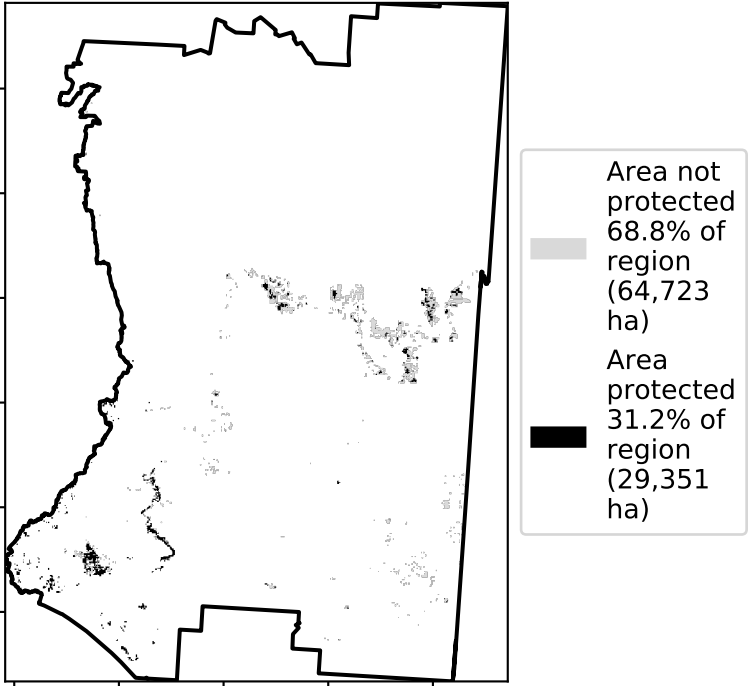 Area not
protected
68.8% of
region
(64,723
ha)
Area
protected
31.2% of
region
(29,351
ha)